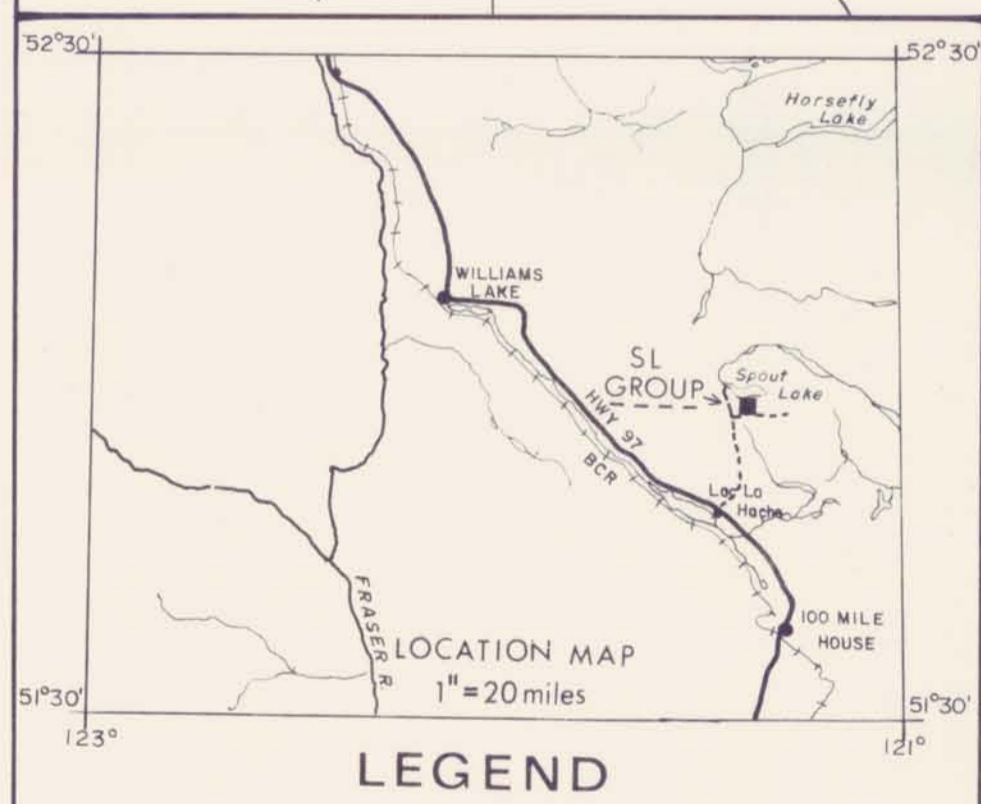 52°30'
52°30'
Horsefly
Lake
WILLIAMS
LAKE
SL
GROUP
Spout
Lake
HWY 97
BCR
Lac La
Hache
100 MILE
HOUSE
FRASER R.
LOCATION MAP
1"=20 miles
51°30'
51°30'
123°
121°
LEGEND